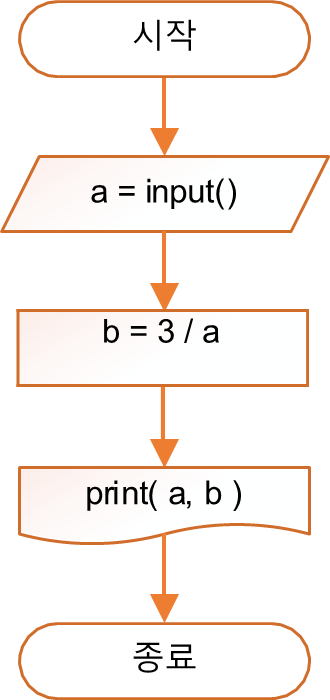 시작
a = input()
b = 3 / a
print( a, b )
종료